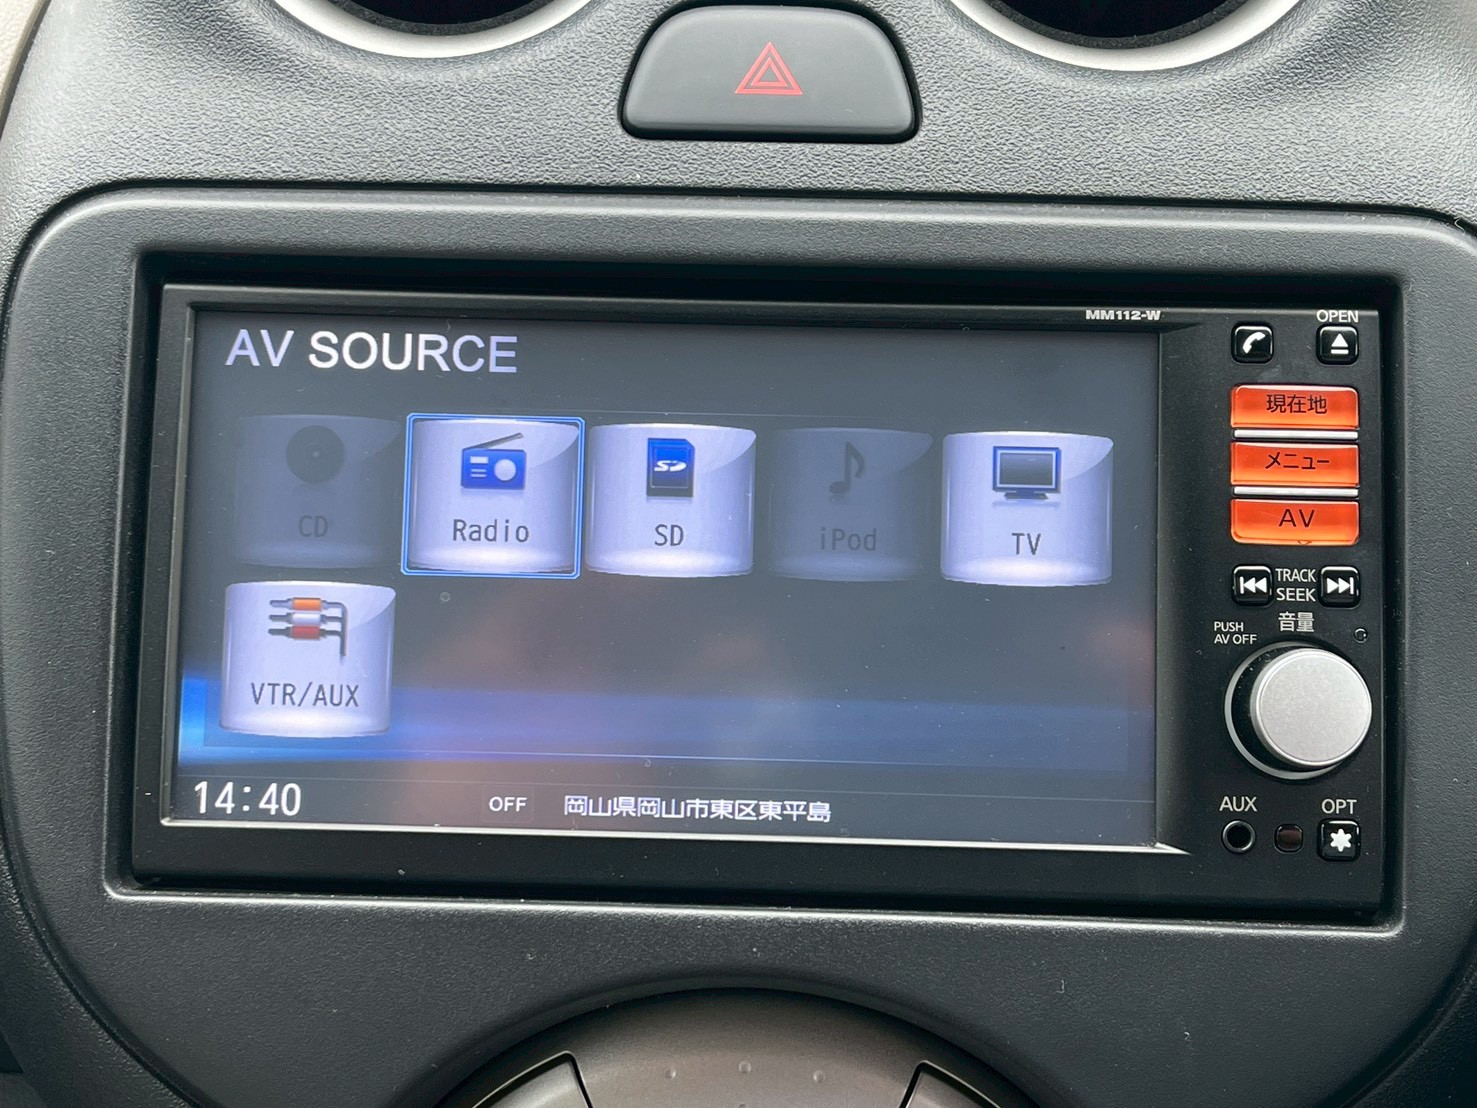 MM112-W
OPEN
AV SOURCE
現在地
メニュー
AV
CD
Radio
SD
SD
iPod
TV
TRACK
SEEK
音量
PUSH
AV OFF
VTR/AUX
14:40
OFF
岡山県岡山市東区東平島
AUX
OPT